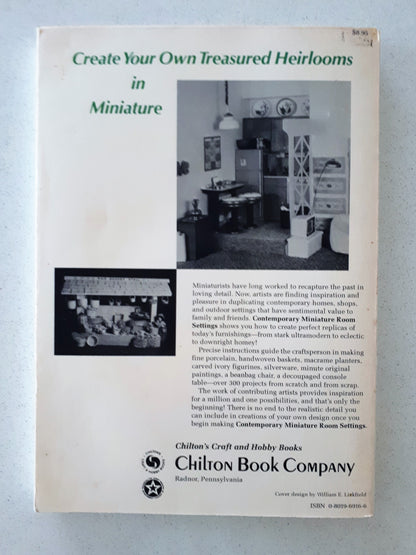 $8.95
Create Your Own Treasured Heirlooms
in
Miniature
Miniaturists have long worked to recapture the past in
loving detail. Now, artists are finding inspiration and
pleasure in duplicating contemporary homes, shops,
and outdoor settings that have sentimental value to
family and friends. Contemporary Miniature Room
Settings shows you how to create perfect replicas of
today's furnishings—from stark ultramodern to eclectic
to downright homey!
Precise instructions guide the craftsperson in making
fine porcelain, handwoven baskets, macrame planters,
carved ivory figurines, silverware, minute original
paintings, a beanbag chair, a decoupaged console
table—over 300 projects from scratch and from scrap.
The work of contributing artists provides inspiration
for a million and one possibilities, and that's only the
beginning! There is no end to the realistic detail you
can include in creations of your own design once you
begin making Contemporary Miniature Room Settings.
Chilton's Craft and Hobby Books
CHILTON BOOK COMPANY
Radnor, Pennsylvania
Cover design by William E. Lickfield
ISBN 0-8019-6916-6